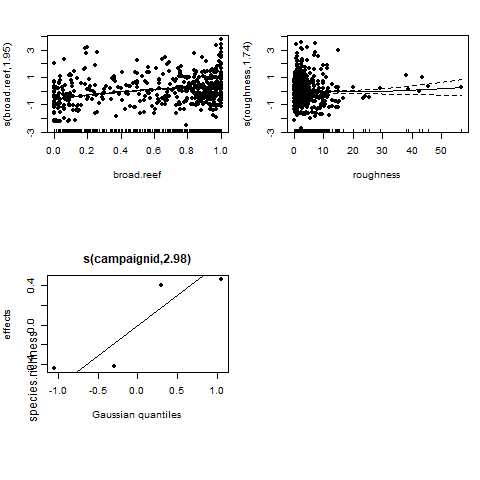 s(broad.reef,1.95)
3
1
-1
-3
0.0 0.2 0.4 0.6 0.8 1.0
broad.reef
s(roughness,1.74)
3
1
-1
-3
0 10 20 30 40 50
roughness
s(campaignid,2.98)
effects
species.richness
0.4
0.0
-1.0 -0.5 0.0 0.5 1.0
Gaussian quantiles